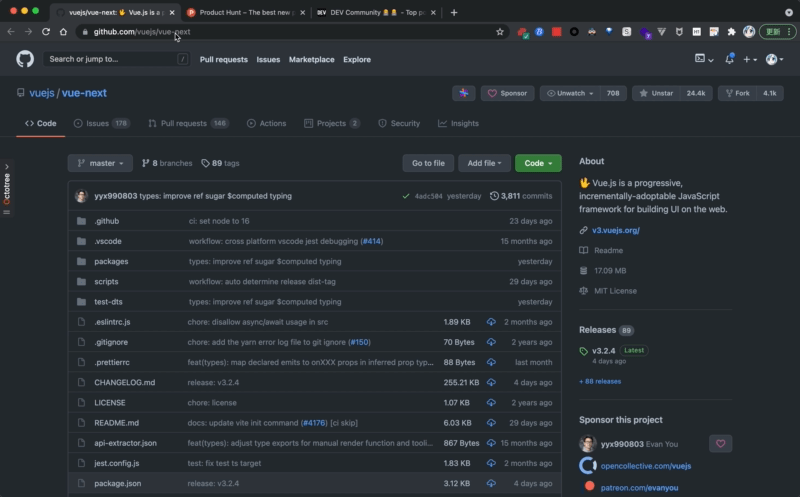 vuejs/vue-next: 🖖 Vue.js is a p
Product Hunt – The best new p
DEV Community 👩‍💻👨‍💻 – Top po
github.com/vuejs/vue-next
更新
Search or jump to...
/
Pull requests
Issues
Marketplace
Explore
vuejs / vue-next
Sponsor
Unwatch
708
Unstar
24.4k
Fork
4.1k
Code
Issues 178
Pull requests 146
Actions
Projects 2
Security
Insights
Octotree
master
8 branches
89 tags
Go to file
Add file
Code
yyx990803 types: improve ref sugar $computed typing
4adc504 yesterday
3,811 commits
.github ci: set node to 16 23 days ago
.vscode workflow: cross platform vscode jest debugging (#414) 15 months ago
packages types: improve ref sugar $computed typing yesterday
scripts workflow: auto determine release dist-tag 29 days ago
test-dts types: improve ref sugar $computed typing yesterday
.eslintrc.js chore: disallow async/await usage in src 1.89 KB 2 months ago
.gitignore chore: add the yarn error log file to git ignore (#150) 70 Bytes 2 years ago
.prettierrc feat(types): map declared emits to onXXX props in inferred prop typ... 88 Bytes last month
CHANGELOG.md release: v3.2.4 255.21 KB 4 days ago
LICENSE chore: license 1.07 KB 2 years ago
README.md docs: update vite init command (#4176) [ci skip] 6.03 KB 29 days ago
api-extractor.json feat(types): adjust type exports for manual render function and tooli... 867 Bytes 15 months ago
jest.config.js test: fix test ts target 1.83 KB 2 months ago
package.json release: v3.2.4 3.12 KB 4 days ago
About
🖖 Vue.js is a progressive,
incrementally-adoptable JavaScript
framework for building UI on the web.
v3.vuejs.org/
Readme
17.09 MB
MIT License
Releases 89
v3.2.4 Latest
4 days ago
+ 88 releases
Sponsor this project
yyx990803 Evan You
opencollective.com/vuejs
patreon.com/evanyou